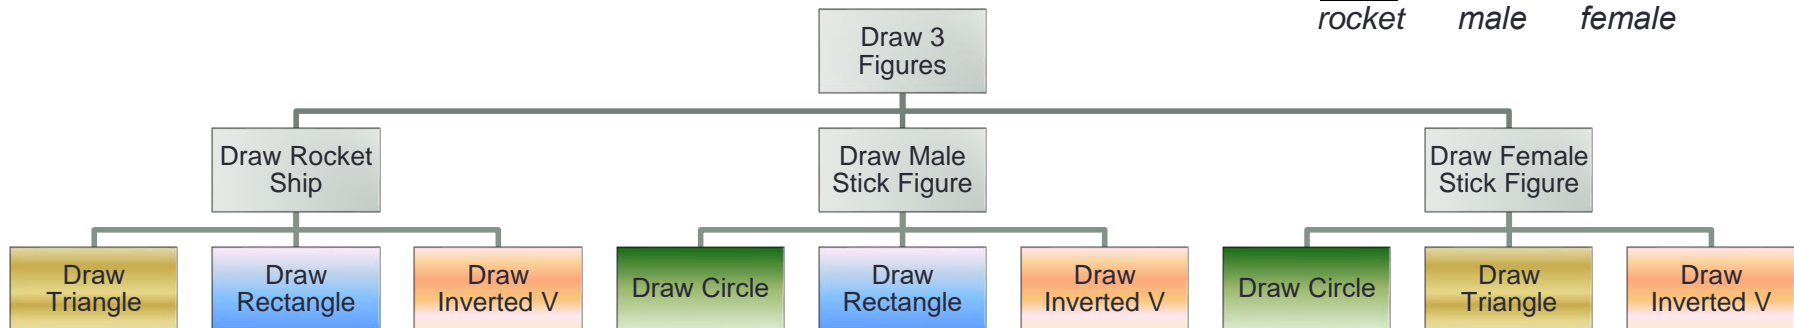 rocket male female
Draw 3
Figures
Draw Rocket
Ship
Draw Male
Stick Figure
Draw Female
Stick Figure
Draw
Triangle
Draw
Rectangle
Draw
Inverted V
Draw Circle
Draw
Rectangle
Draw
Inverted V
Draw Circle
Draw
Triangle
Draw
Inverted V